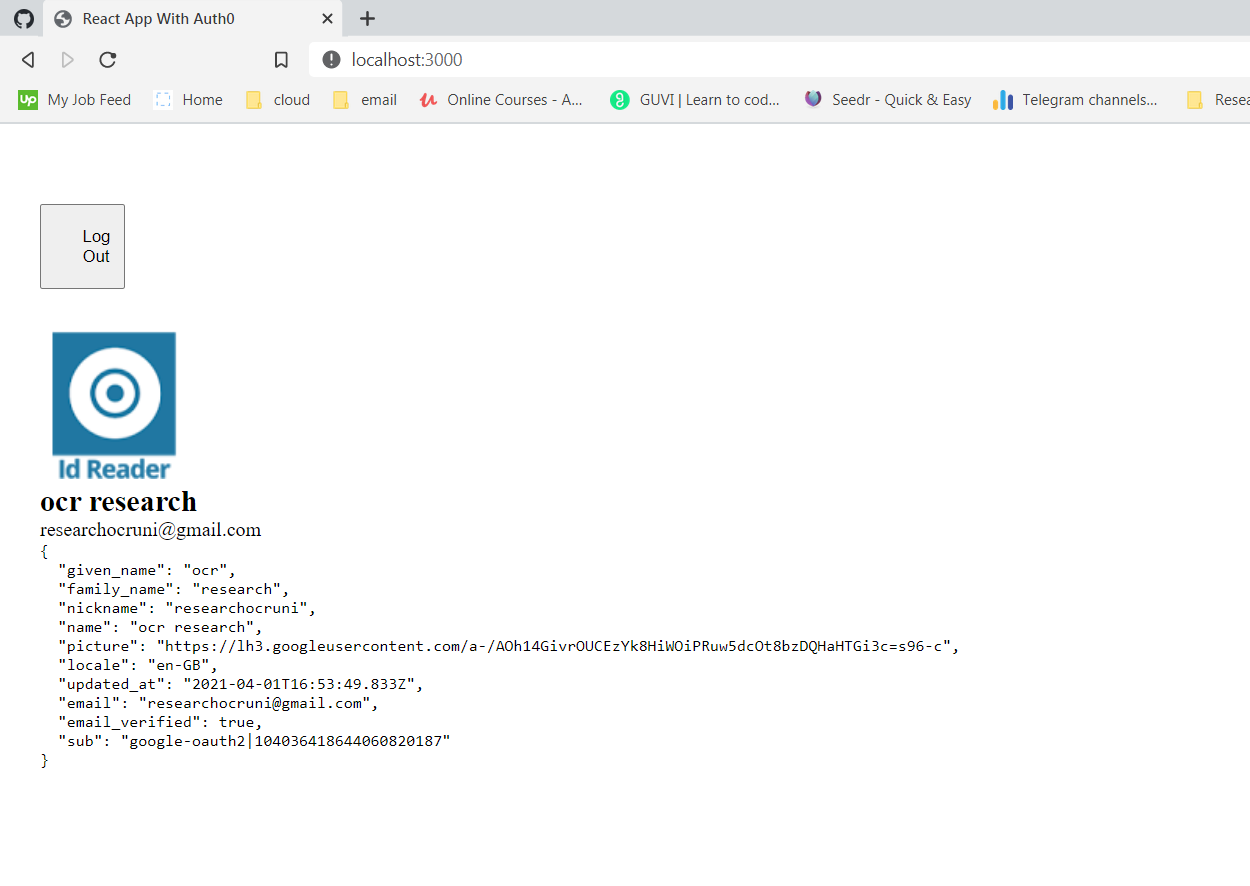 React App With Auth0
localhost:3000
My Job Feed Home cloud email Online Courses - A... GUVI | Learn to cod... Seedr - Quick & Easy Telegram channels... Resea
Log
Out
Id Reader
ocr research
researchocruni@gmail.com
{
"given_name": "ocr",
"family_name": "research",
"nickname": "researchocruni",
"name": "ocr research",
"picture": "https://lh3.googleusercontent.com/a-/AOh14GivrOUCEzYk8HiWOiPRuw5dcOt8bzDQHaHTGi3c=s96-c",
"locale": "en-GB",
"updated_at": "2021-04-01T16:53:49.833Z",
"email": "researchocruni@gmail.com",
"email_verified": true,
"sub": "google-oauth2|104036418644060820187"
}